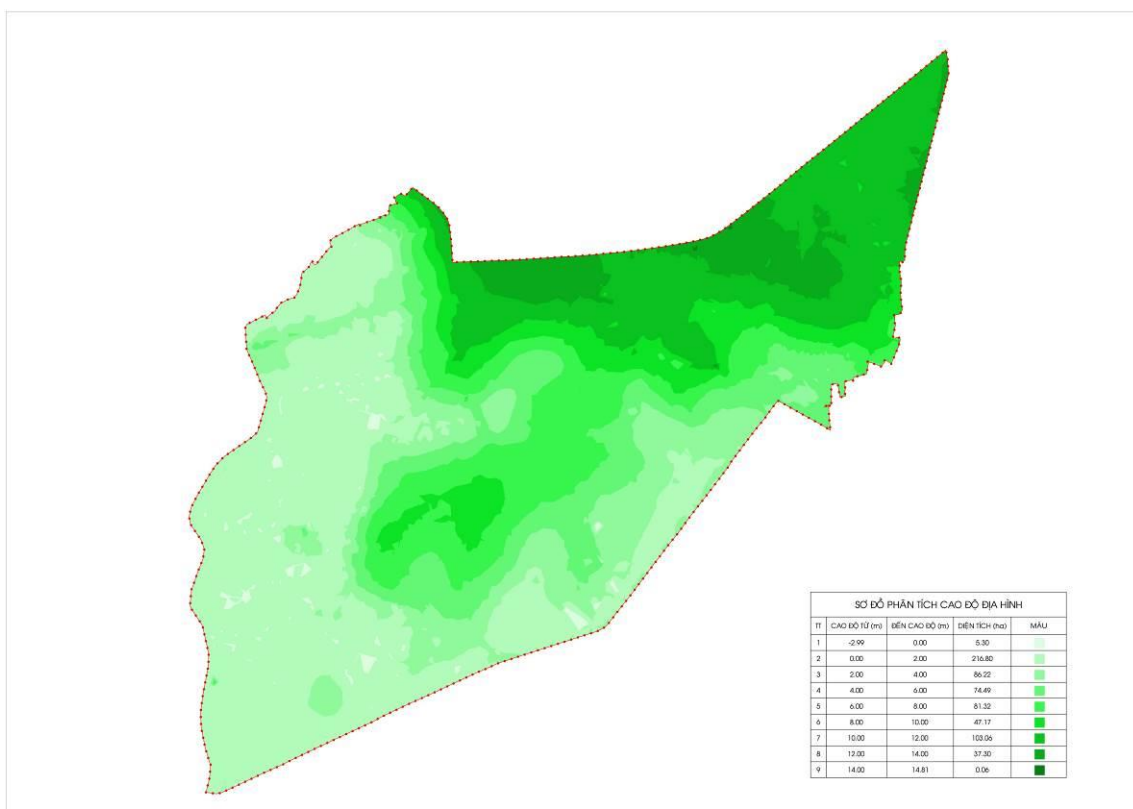 SƠ ĐỒ PHÂN TÍCH CAO ĐỘ ĐỊA HÌNH
TT CAO ĐỘ TỪ (m) ĐẾN CAO ĐỘ (m) DIỆN TÍCH (ha) MÀU
1 -2.99 0.00 5.30
2 0.00 2.00 216.80
3 2.00 4.00 86.22
4 4.00 6.00 74.49
5 6.00 8.00 81.32
6 8.00 10.00 47.17
7 10.00 12.00 103.06
8 12.00 14.00 37.30
9 14.00 14.81 0.06